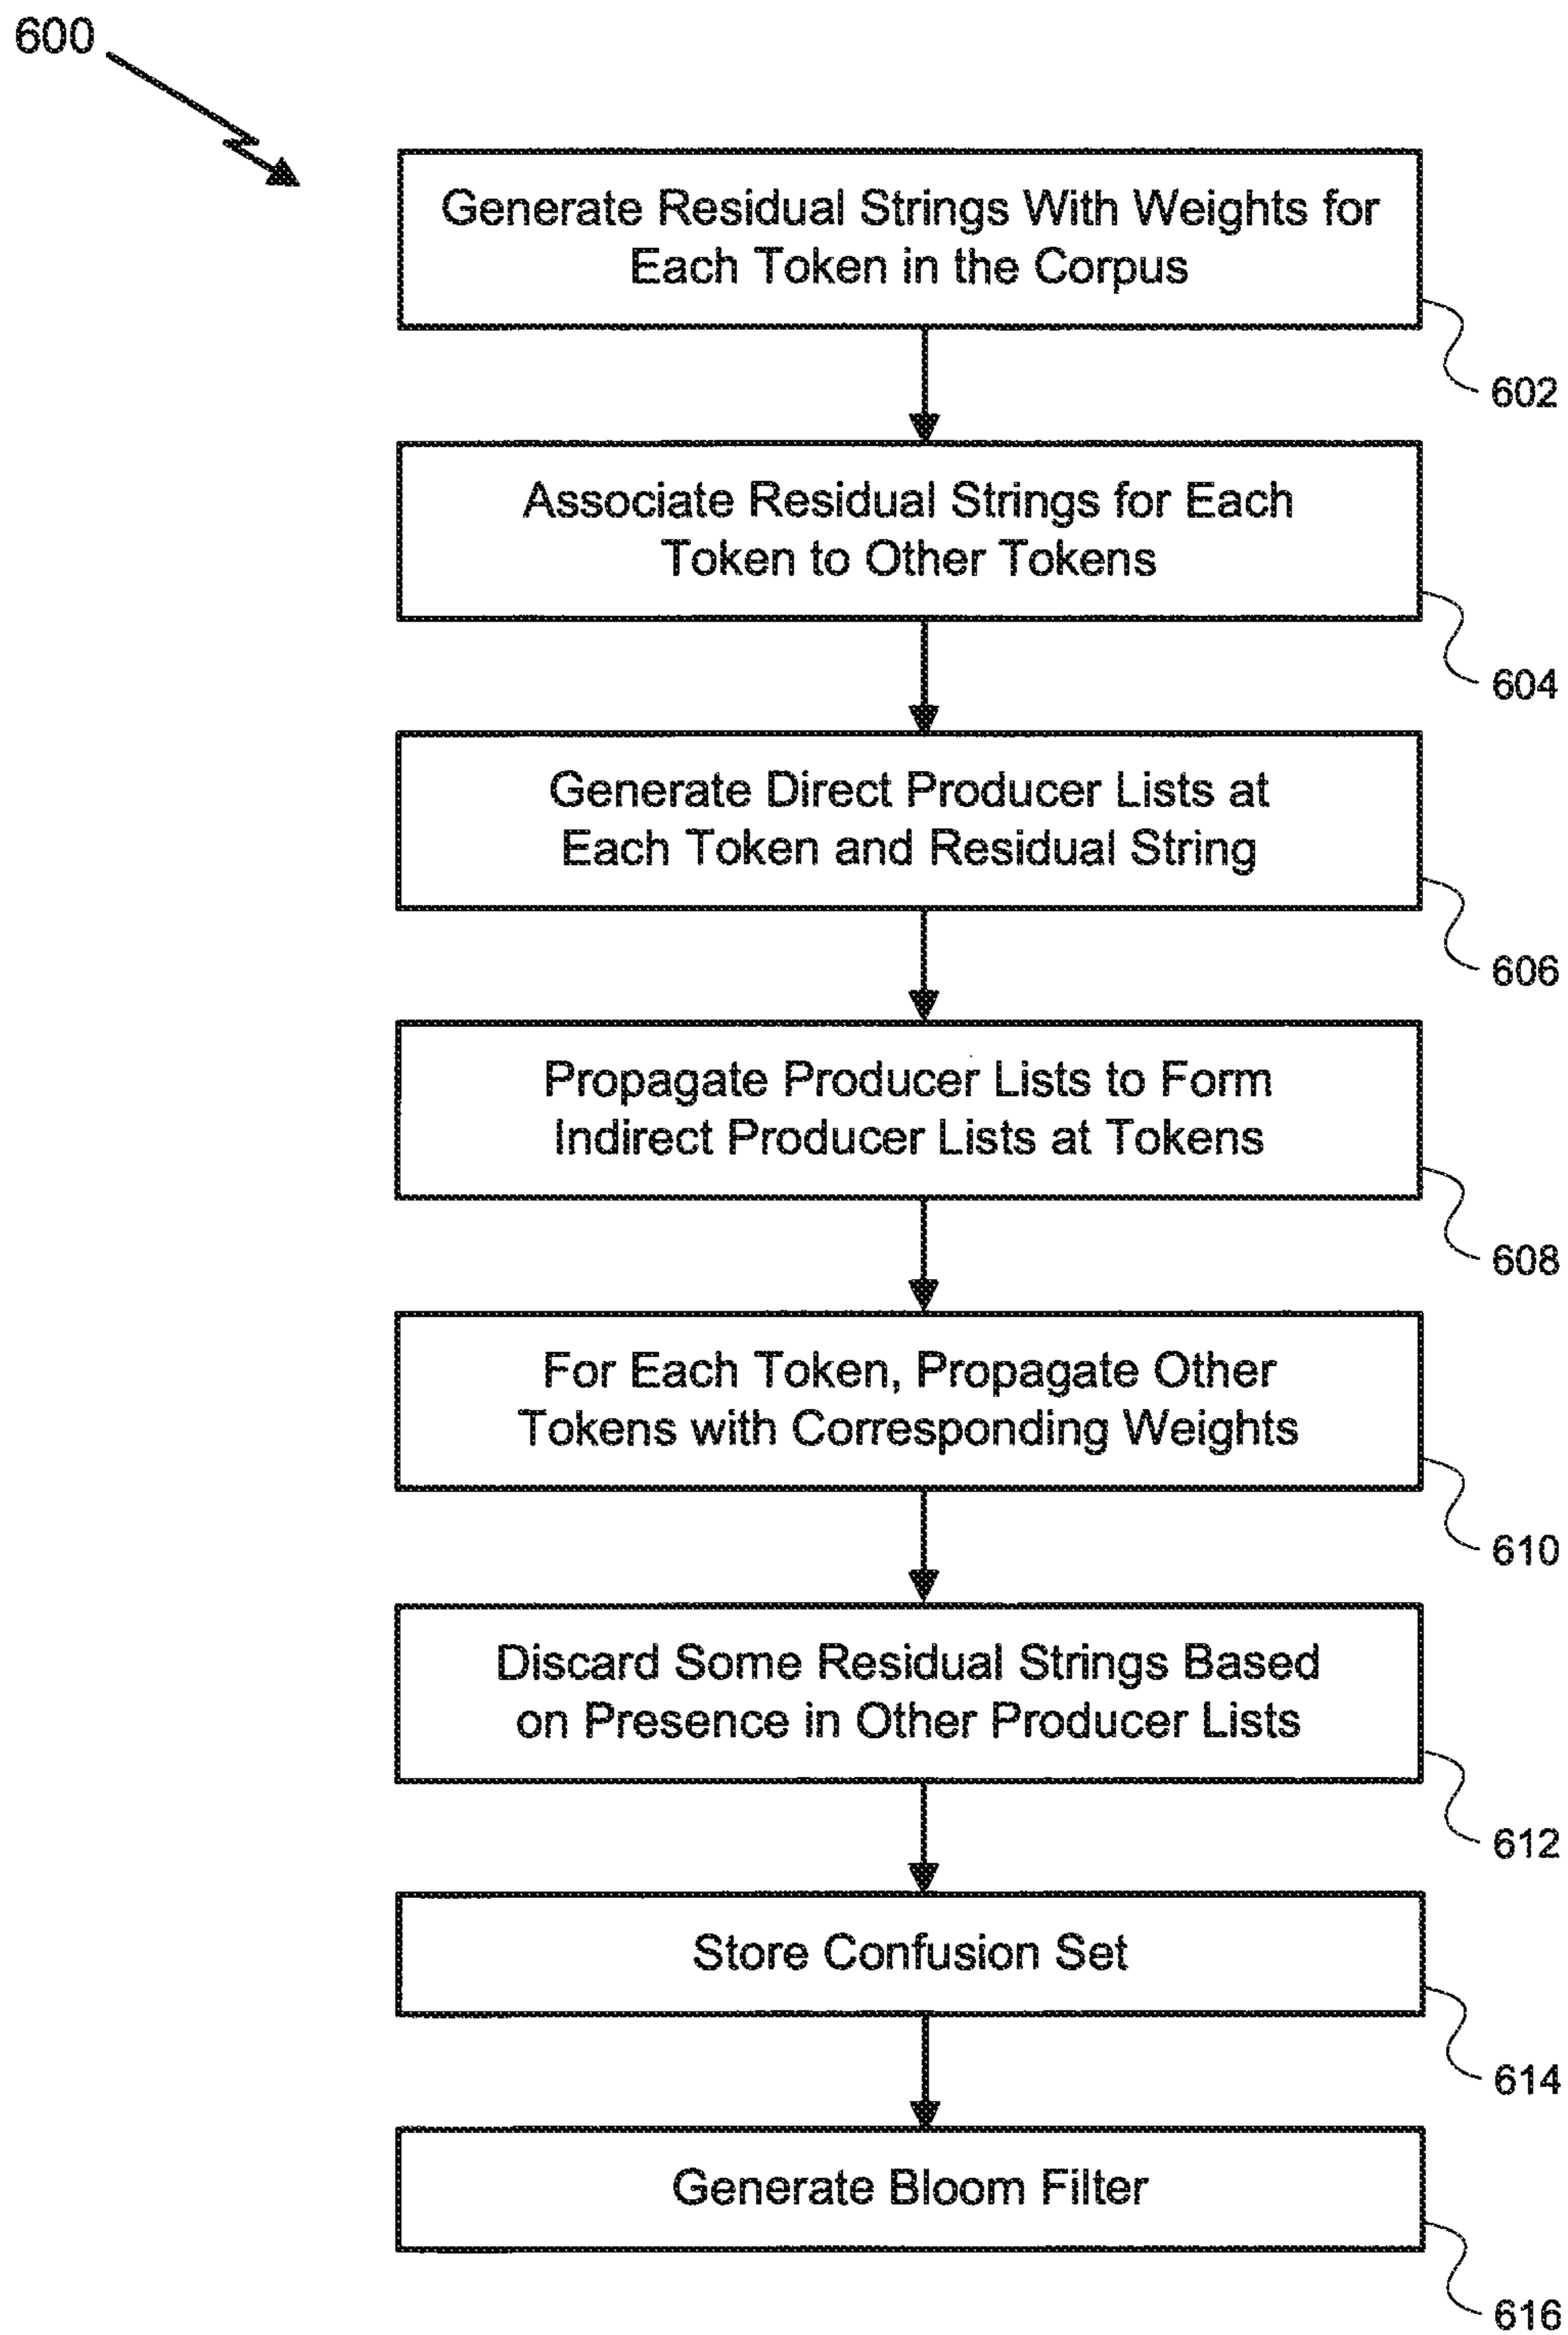 600
Generate Residual Strings With Weights for
Each Token in the Corpus
602
Associate Residual Strings for Each
Token to Other Tokens
604
Generate Direct Producer Lists at
Each Token and Residual String
606
Propagate Producer Lists to Form
Indirect Producer Lists at Tokens
608
For Each Token, Propagate Other
Tokens with Corresponding Weights
610
Discard Some Residual Strings Based
on Presence in Other Producer Lists
612
Store Confusion Set
614
Generate Bloom Filter
616